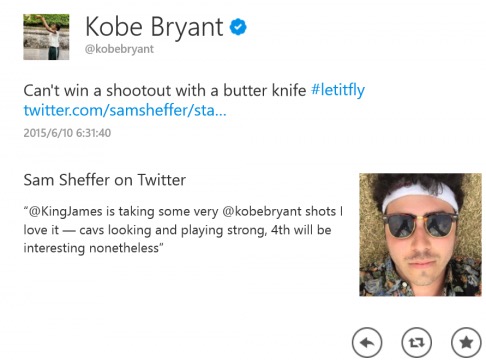 Kobe Bryant
@kobebryant
Can't win a shootout with a butter knife #letitfly
twitter.com/samsheffer/sta...
2015/6/10 6:31:40
Sam Sheffer on Twitter
“@KingJames is taking some very @kobebryant shots I
love it — cavs looking and playing strong, 4th will be
interesting nonetheless”